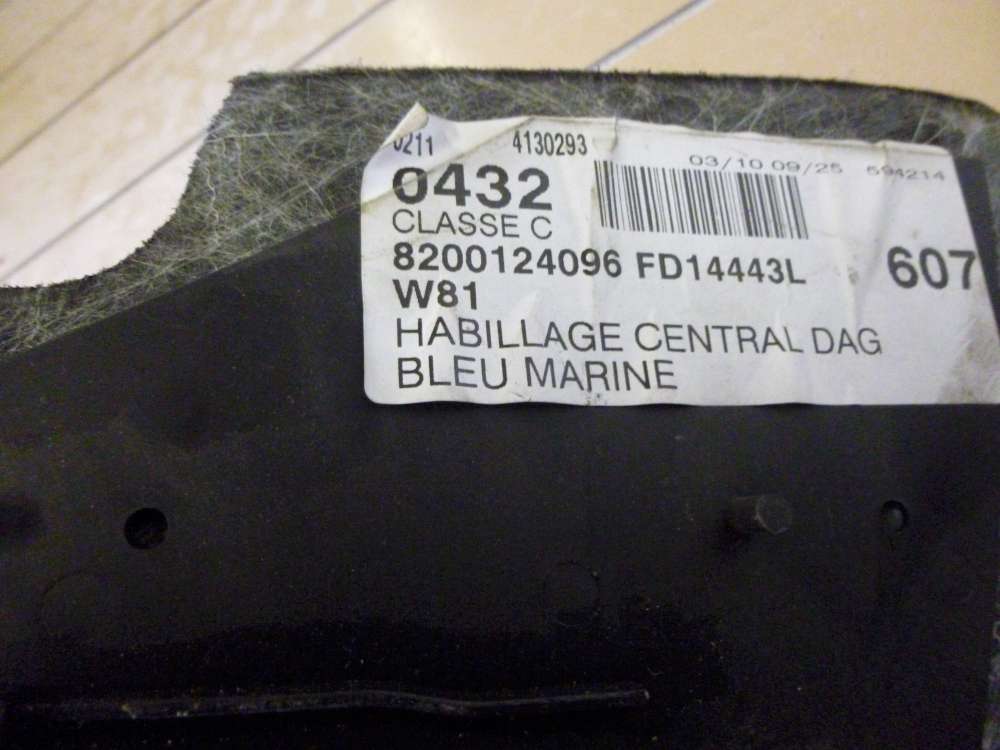 0211 4130293
03/10 09/25 594214
0432
CLASSE C
8200124096 FD14443L 607
W81
HABILLAGE CENTRAL DAG
BLEU MARINE